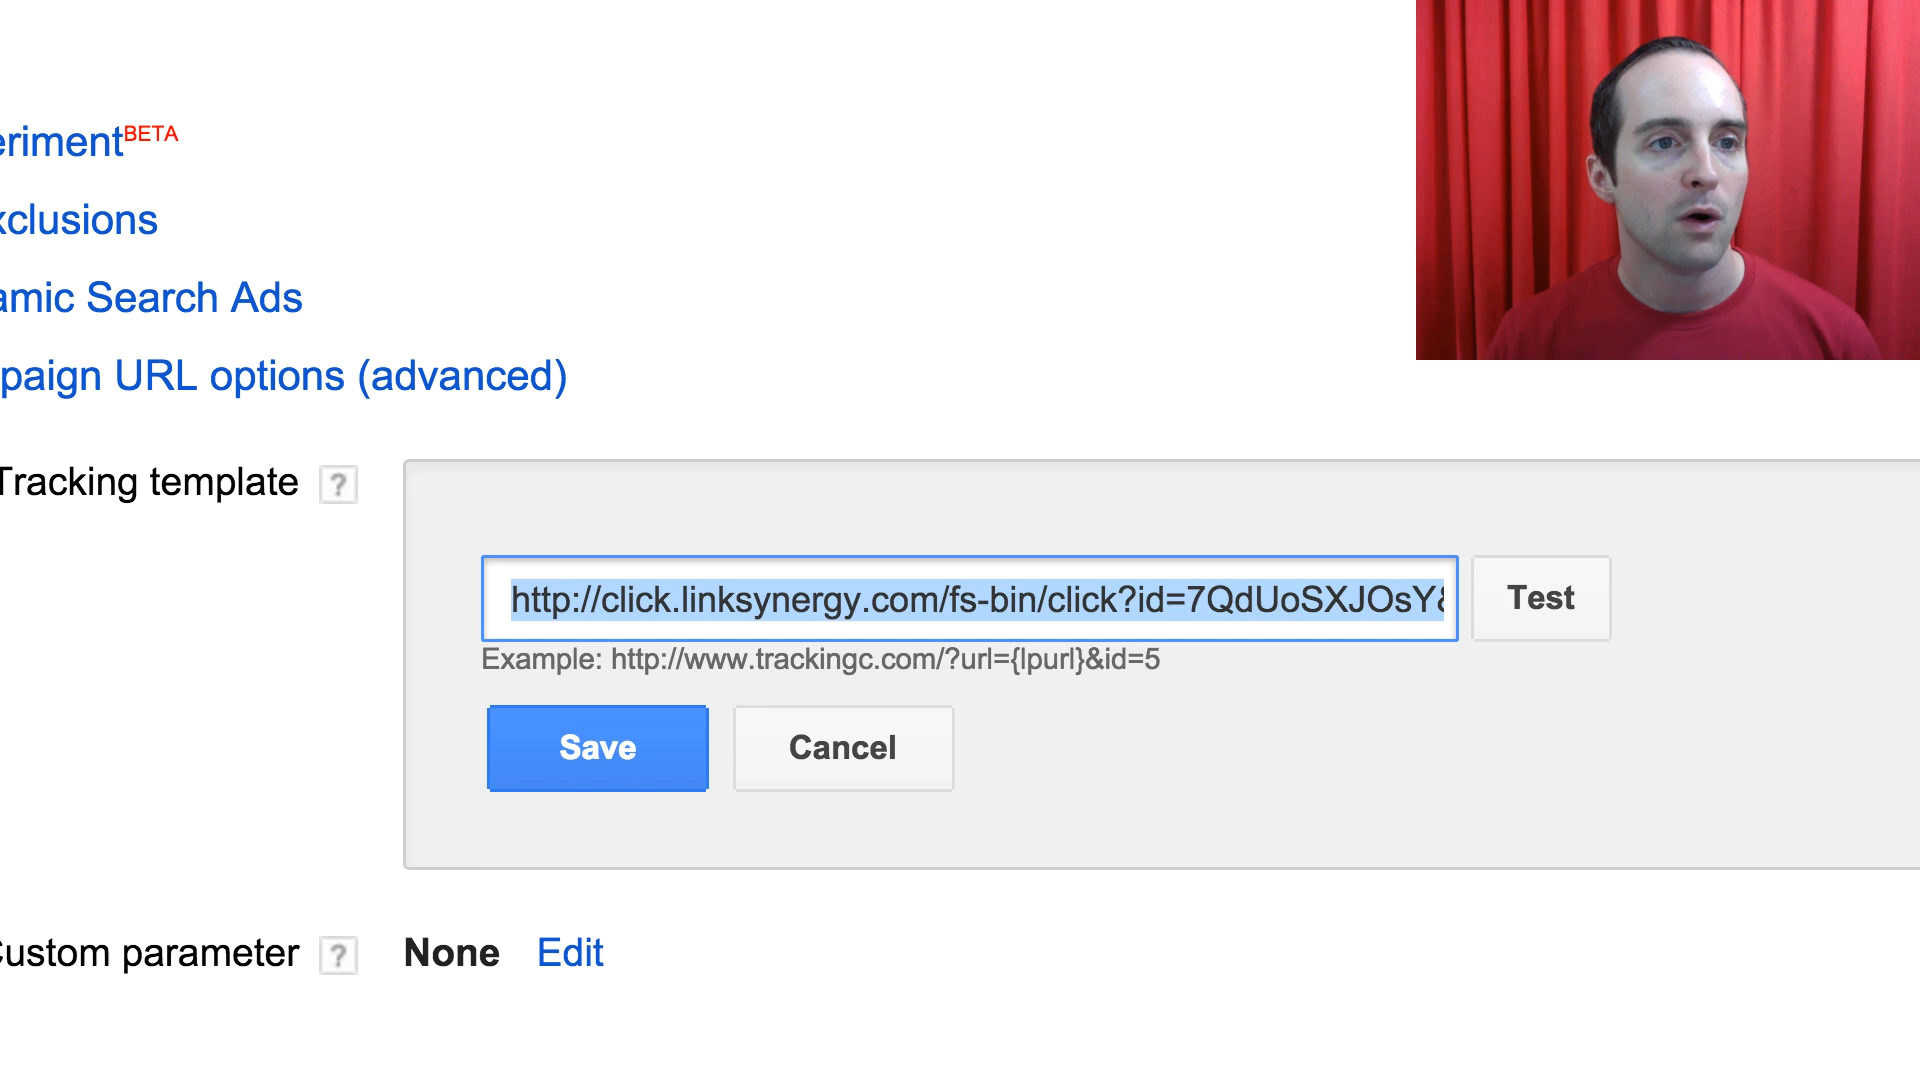 erimentBETA
xclusions
amic Search Ads
paign URL options (advanced)
Tracking template ?
http://click.linksynergy.com/fs-bin/click?id=7QdUoSXJOsY& Test
Example: http://www.trackingc.com/?url={lpurl}&id=5
Save Cancel
Custom parameter ? None Edit